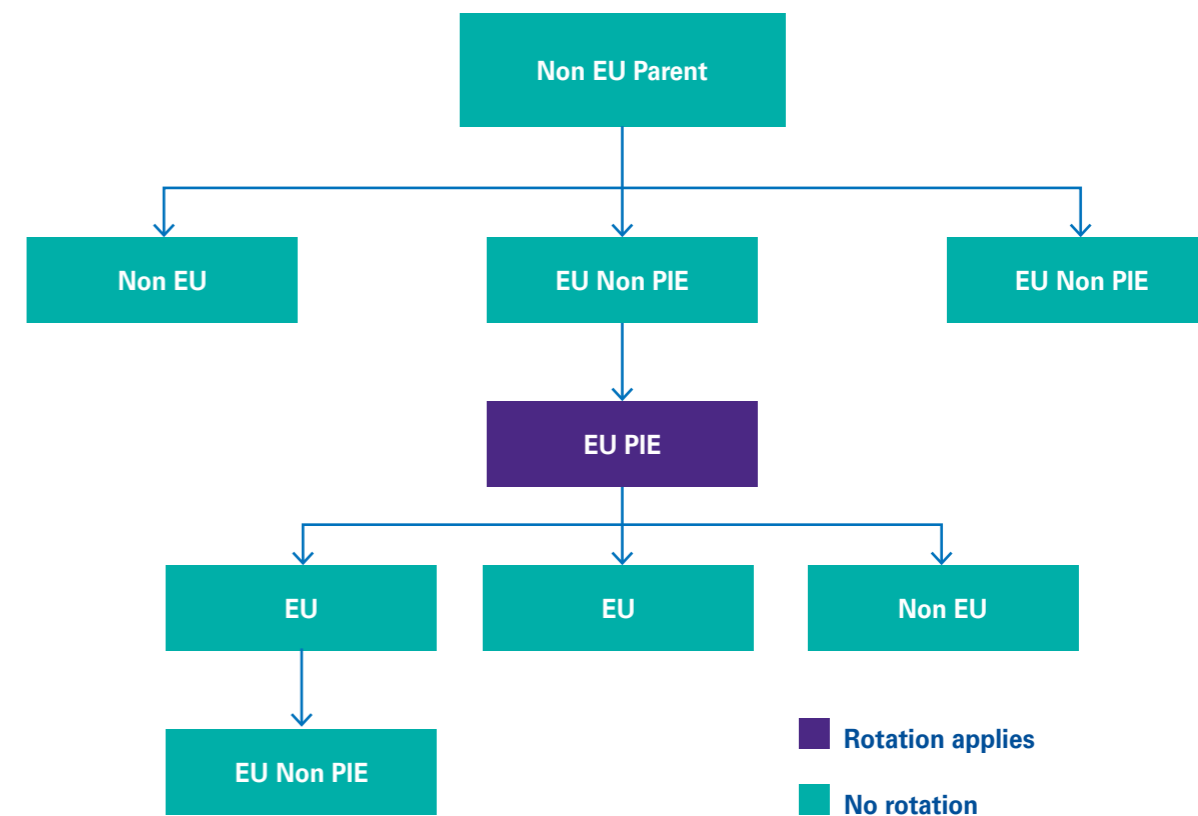 Non EU Parent
Non EU
EU Non PIE
EU Non PIE
EU PIE
EU
EU
Non EU
EU Non PIE
Rotation applies
No rotation